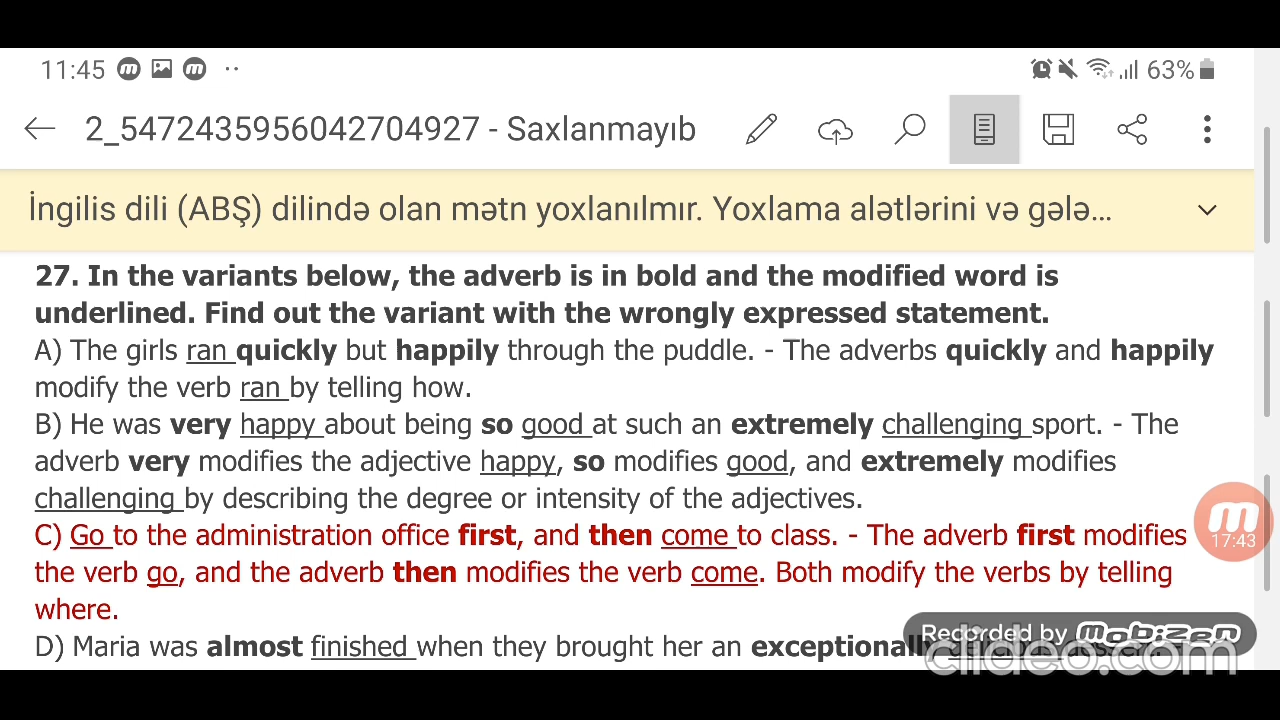 11:45
63%
2_5472435956042704927 - Saxlanmayıb
İngilis dili (ABŞ) dilində olan mətn yoxlanılmır. Yoxlama alətlərini və gələ...
27. In the variants below, the adverb is in bold and the modified word is
underlined. Find out the variant with the wrongly expressed statement.
A) The girls ran quickly but happily through the puddle. - The adverbs quickly and happily
modify the verb ran by telling how.
B) He was very happy about being so good at such an extremely challenging sport. - The
adverb very modifies the adjective happy, so modifies good, and extremely modifies
challenging by describing the degree or intensity of the adjectives.
C) Go to the administration office first, and then come to class. - The adverb first modifies
the verb go, and the adverb then modifies the verb come. Both modify the verbs by telling
where.
17:43
D) Maria was almost finished when they brought her an exceptionally
Recorded by Mobizen
clideo.com